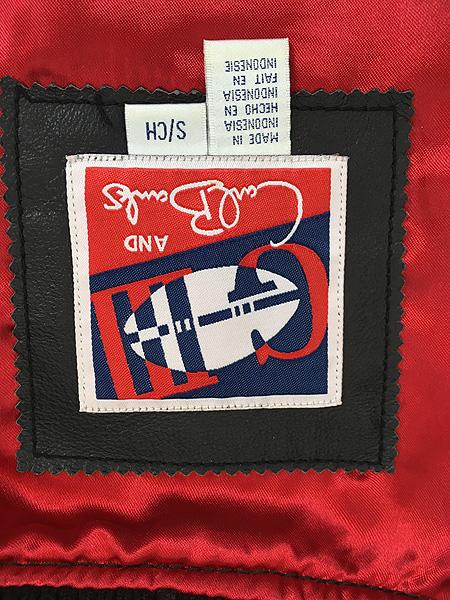 G III
AND
Carl Banks
MADE IN
INDONESIA
HECHO EN
INDONESIA
FAIT EN
INDONESIE
S/CH